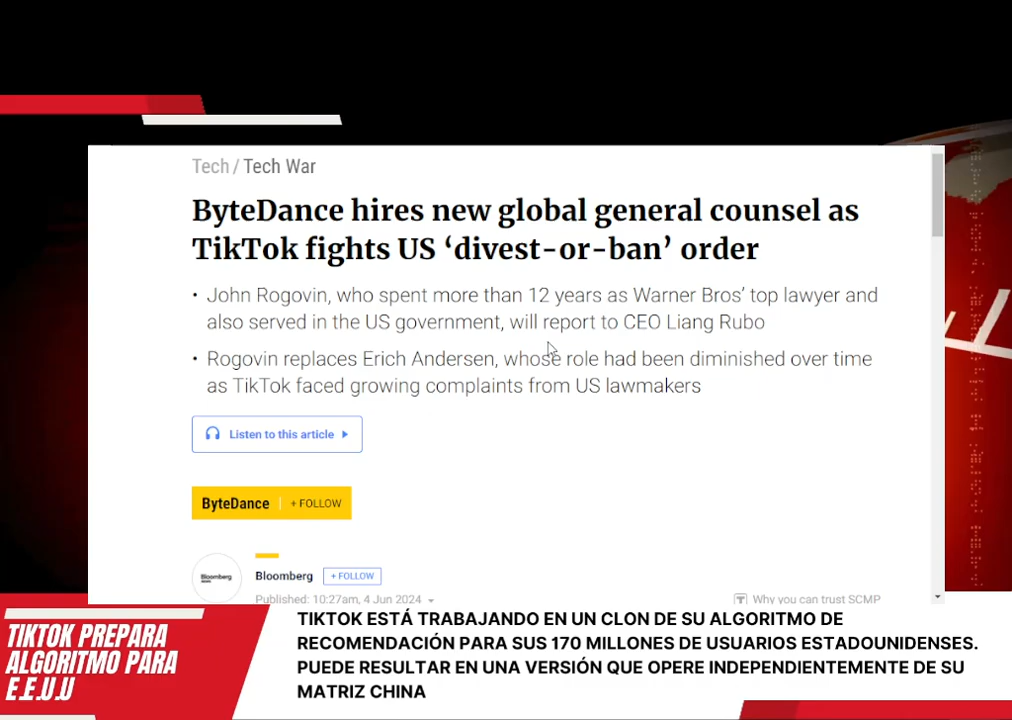 Tech / Tech War
ByteDance hires new global general counsel as
TikTok fights US ‘divest-or-ban’ order
• John Rogovin, who spent more than 12 years as Warner Bros’ top lawyer and
also served in the US government, will report to CEO Liang Rubo
• Rogovin replaces Erich Andersen, whose role had been diminished over time
as TikTok faced growing complaints from US lawmakers
Listen to this article
ByteDance | + FOLLOW
Bloomberg
Bloomberg + FOLLOW
Published: 10:27am, 4 Jun 2024
Why you can trust SCMP
TIKTOK PREPARA
ALGORITMO PARA
E.E.U.U
TIKTOK ESTÁ TRABAJANDO EN UN CLON DE SU ALGORITMO DE
RECOMENDACIÓN PARA SUS 170 MILLONES DE USUARIOS ESTADOUNIDENSES.
PUEDE RESULTAR EN UNA VERSIÓN QUE OPERE INDEPENDIENTEMENTE DE SU
MATRIZ CHINA